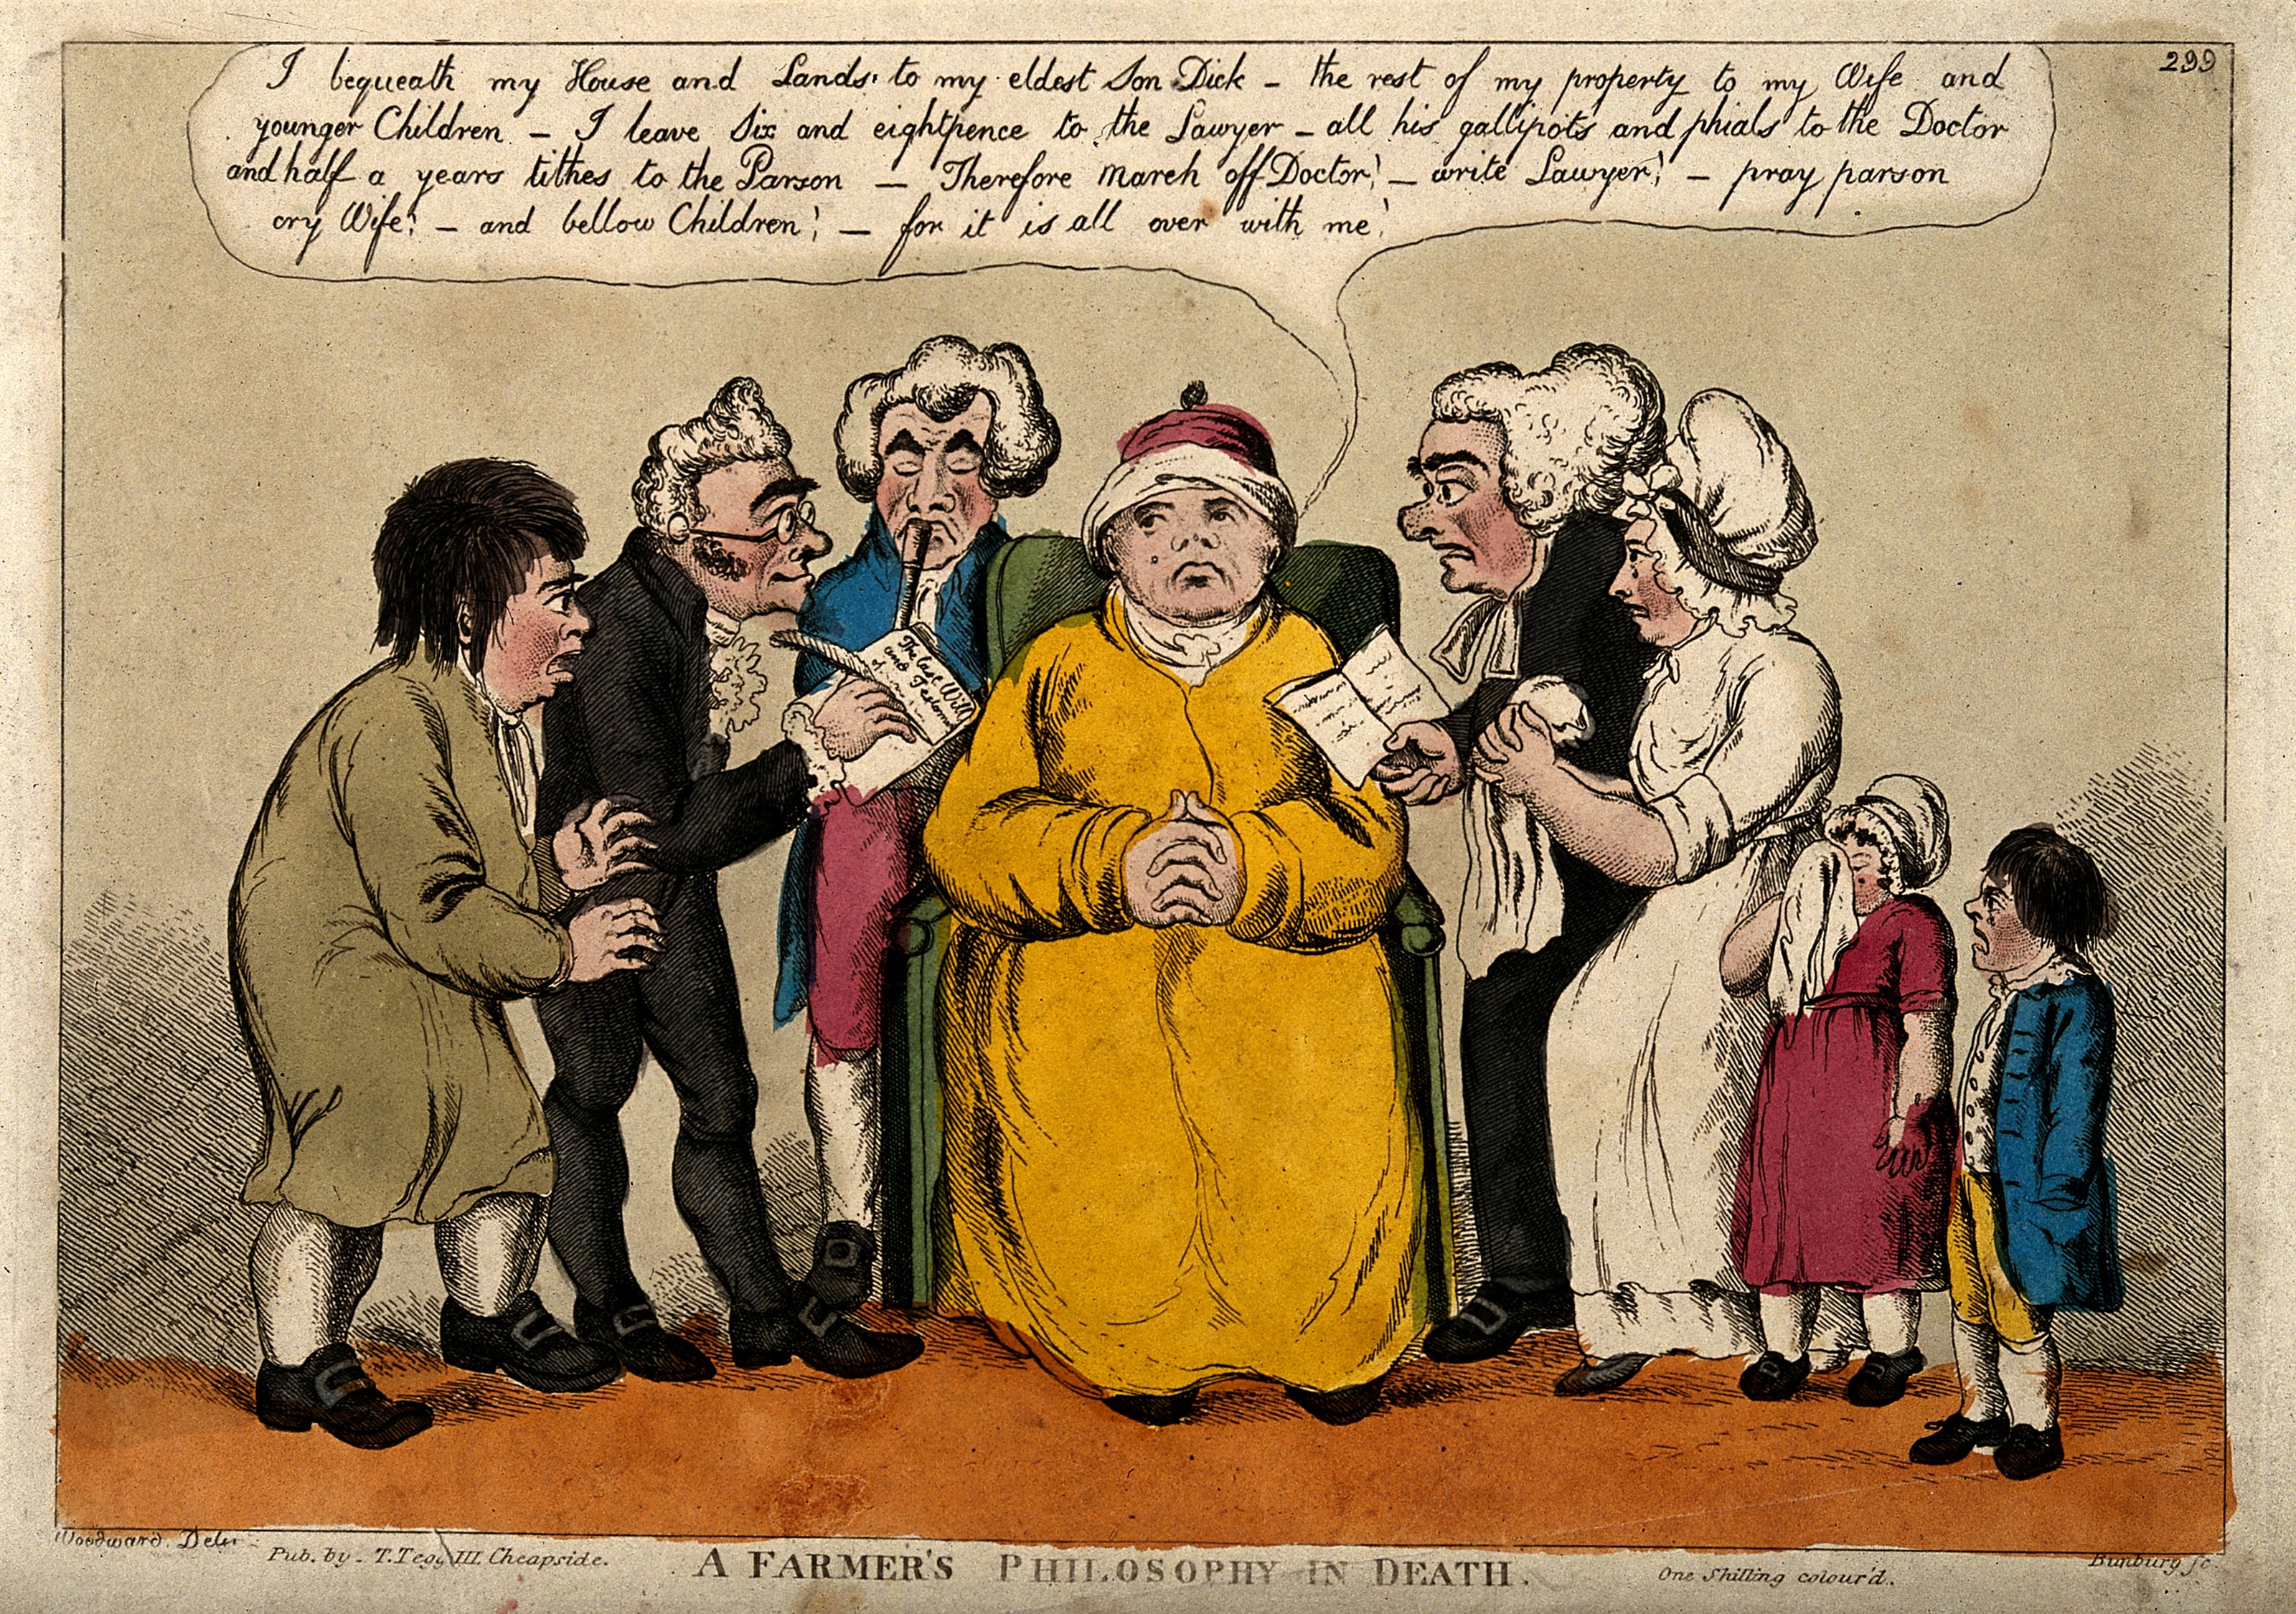 299
I bequeath my House and Lands to my eldest Son Dick – the rest of my property to my Wife and
younger Children – I leave Six and eightpence to the Lawyer – all his gallipots and phials to the Doctor
and half a years tithes to the Parson – Therefore March off Doctor! – write Lawyer! – pray parson
cry Wife! – and bellow Children! – for it is all over with me!
The last Will
and Testam
of
Woodward. Delin
Pub. by - T. Tegg III Cheapside.
A FARMER'S PHILOSOPHY IN DEATH.
One Shilling colour'd.
Bunbury sc